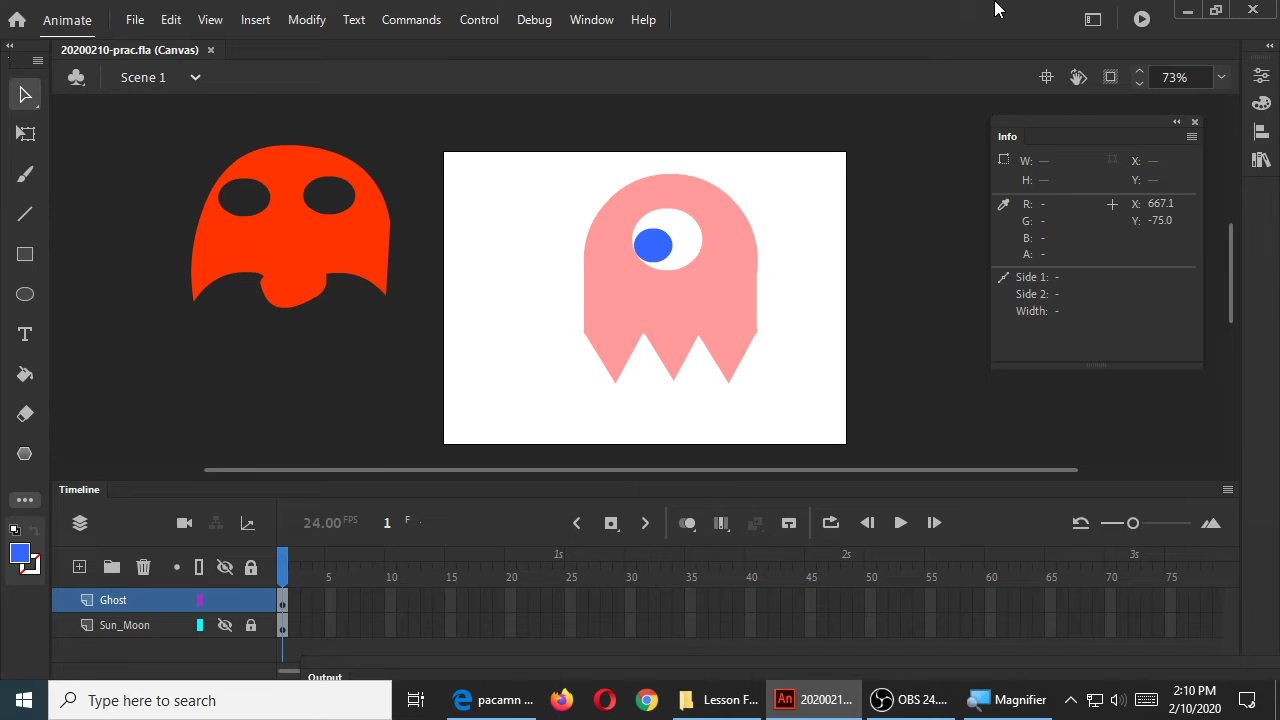 Animate File Edit View Insert Modify Text Commands Control Debug Window Help
20200210-prac.fla (Canvas) ×
Scene 1 73%
Info
W: — X: —
H: — Y: —
R: - X: 667.1
G: - Y: -75.0
B: -
A: -
Side 1: -
Side 2: -
Width: -
Timeline
24.00 FPS 1 F
1s 2s 3s
5 10 15 20 25 30 35 40 45 50 55 60 65 70 75
Ghost
Sun_Moon
Output
Type here to search pacamn ... Lesson F... An 2020021... OBS 24.... Magnifier 2:10 PM
2/10/2020